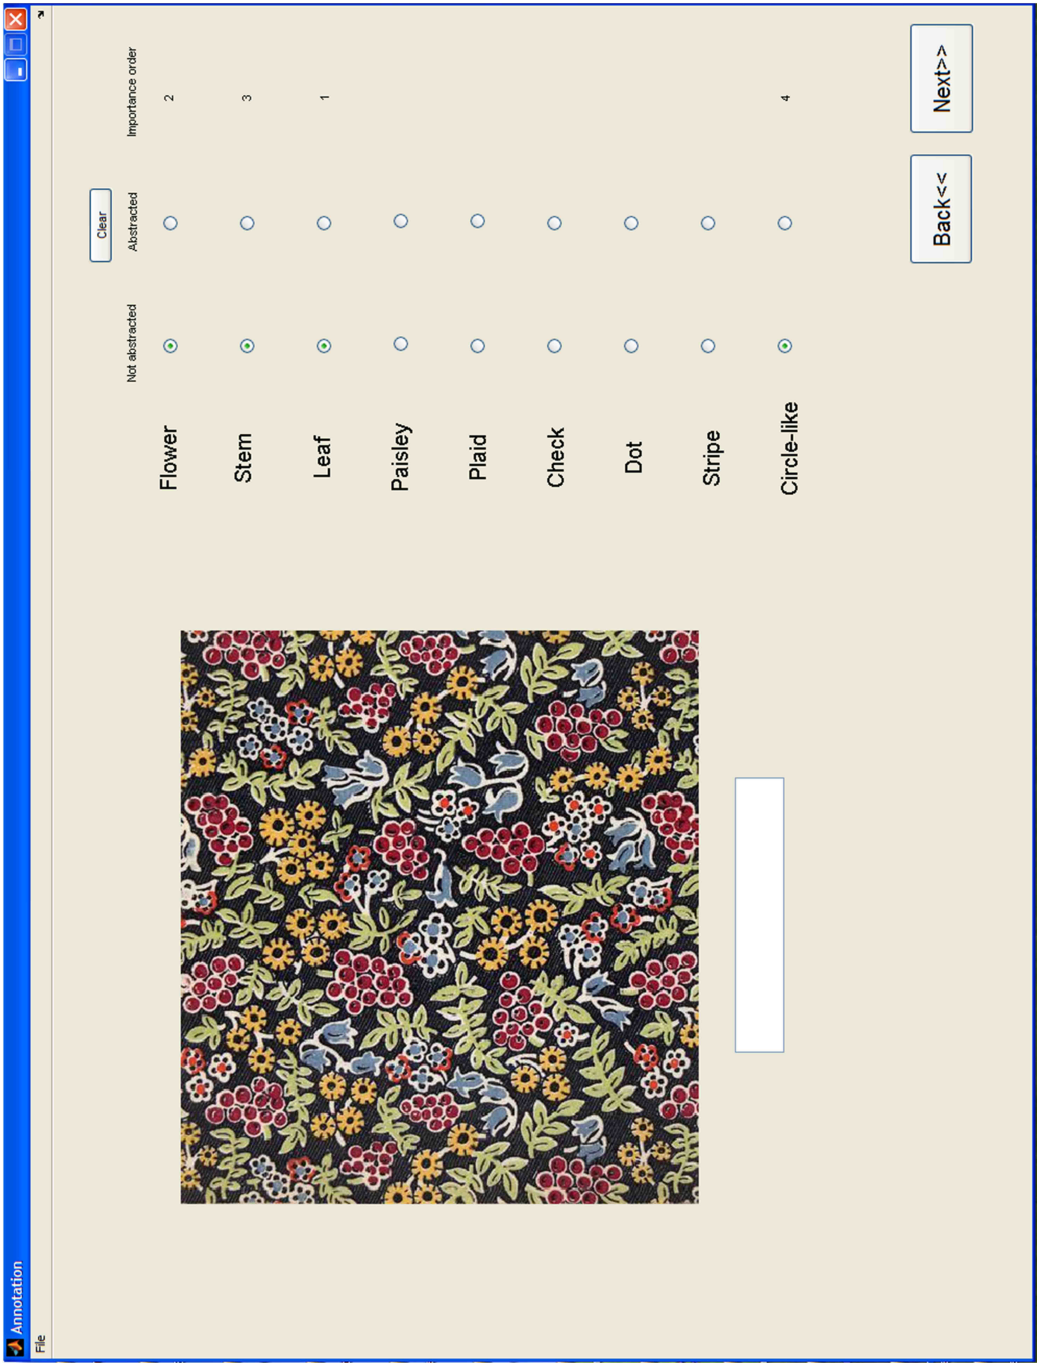 Annotation
File
Clear
Not abstracted Abstracted Importance order
Flower 2
Stem 3
Leaf 1
Paisley
Plaid
Check
Dot
Stripe
Circle-like 4
Back<< Next>>